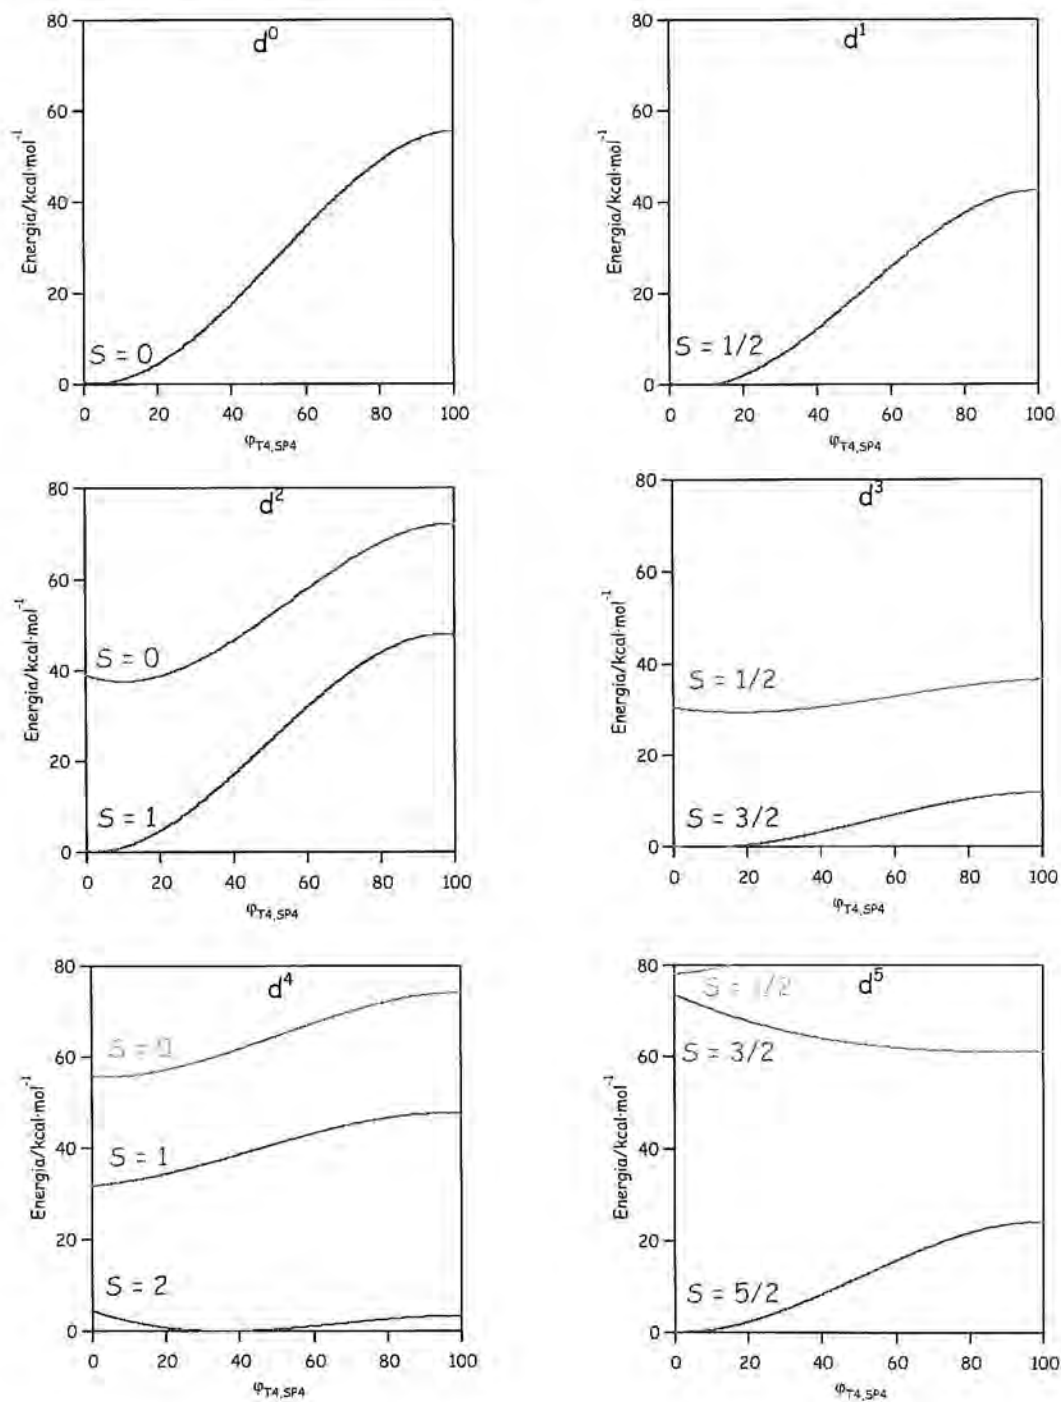 d⁰
Energia/kcal·mol⁻¹
80
60
40
20
0
S = 0
0 20 40 60 80 100
φT4,SP4
d¹
Energia/kcal·mol⁻¹
80
60
40
20
0
S = 1/2
0 20 40 60 80 100
φT4,SP4
d²
Energia/kcal·mol⁻¹
80
60
40
20
0
S = 0
S = 1
0 20 40 60 80 100
φT4,SP4
d³
Energia/kcal·mol⁻¹
80
60
40
20
0
S = 1/2
S = 3/2
0 20 40 60 80 100
φT4,SP4
d⁴
Energia/kcal·mol⁻¹
80
60
40
20
0
S = 0
S = 1
S = 2
0 20 40 60 80 100
φT4,SP4
d⁵
Energia/kcal·mol⁻¹
80
60
40
20
0
S = 1/2
S = 3/2
S = 5/2
0 20 40 60 80 100
φT4,SP4